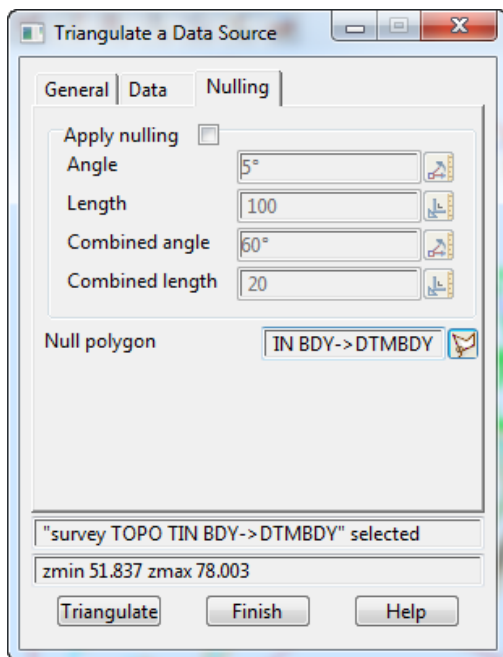 Triangulate a Data Source
General Data Nulling
Apply nulling
Angle 5°
Length 100
Combined angle 60°
Combined length 20
Null polygon IN BDY->DTMBDY
"survey TOPO TIN BDY->DTMBDY" selected
zmin 51.837 zmax 78.003
Triangulate Finish Help